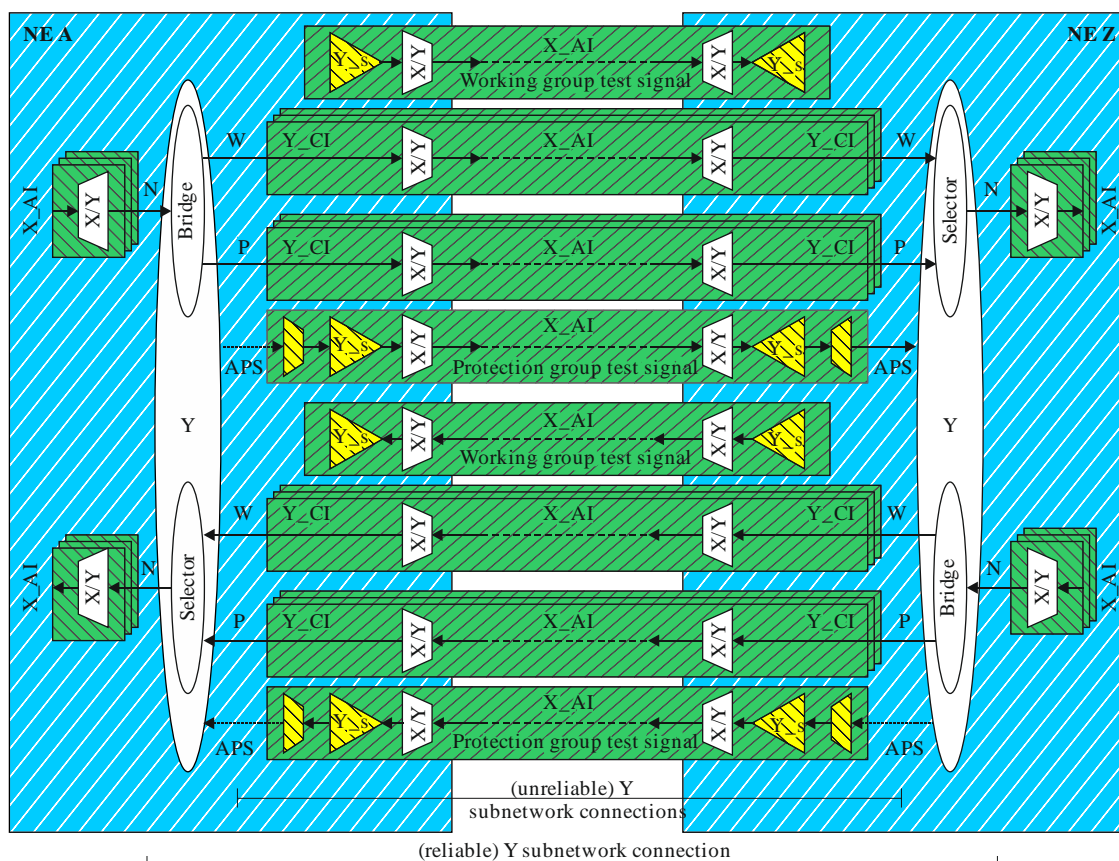 NE A
NE Z
X_AI
Y_s
X/Y
X/Y
Y_s
Working group test signal
W
Y_CI
X/Y
X_AI
X/Y
Y_CI
W
X_AI
X/Y
N
Bridge
Selector
N
X/Y
X_AI
P
Y_CI
X/Y
X_AI
X/Y
Y_CI
P
X_AI
Y_s
X/Y
X/Y
Y_s
APS
Protection group test signal
APS
Y
Y
X_AI
Y_s
X/Y
X/Y
Y_s
Working group test signal
W
Y_CI
X/Y
X_AI
X/Y
Y_CI
W
X_AI
X/Y
N
Selector
Bridge
N
X/Y
X_AI
P
Y_CI
X/Y
X_AI
X/Y
Y_CI
P
X_AI
Y_s
X/Y
X/Y
Y_s
APS
Protection group test signal
APS
(unreliable) Y
subnetwork connections
(reliable) Y subnetwork connection